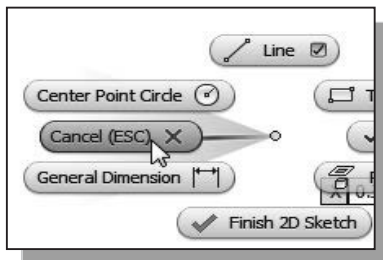 Line
Center Point Circle
T
Cancel (ESC)
General Dimension
Finish 2D Sketch